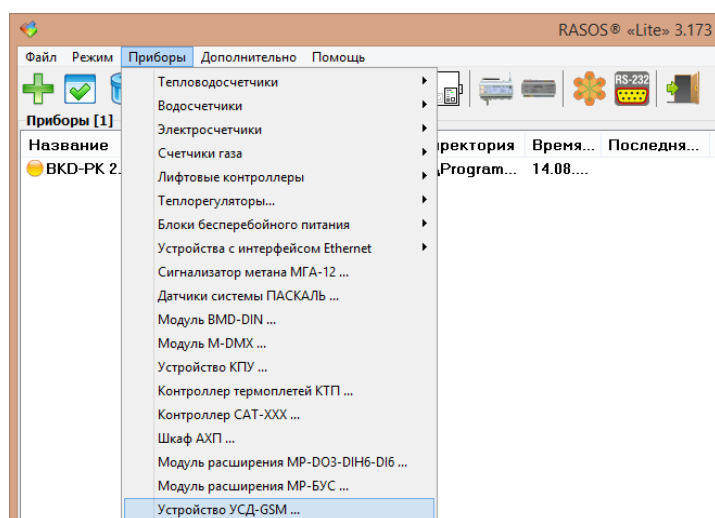 RASOS® «Lite» 3.173
Файл Режим Приборы Дополнительно Помощь
RS-232
Приборы [1]
Название ректория Время... Последня...
BKD-PK 2. Program... 14.08....
Тепловодосчетчики
Водосчетчики
Электросчетчики
Счетчики газа
Лифтовые контроллеры
Теплорегуляторы...
Блоки бесперебойного питания
Устройства с интерфейсом Ethernet
Сигнализатор метана МГА-12 ...
Датчики системы ПАСКАЛЬ ...
Модуль BMD-DIN ...
Модуль M-DMX ...
Устройство КПУ ...
Контроллер термоплетей КТП ...
Контроллер САТ-XXX ...
Шкаф АХП ...
Модуль расширения МР-DO3-DIH6-DI6 ...
Модуль расширения МР-БУС ...
Устройство УСД-GSM ...